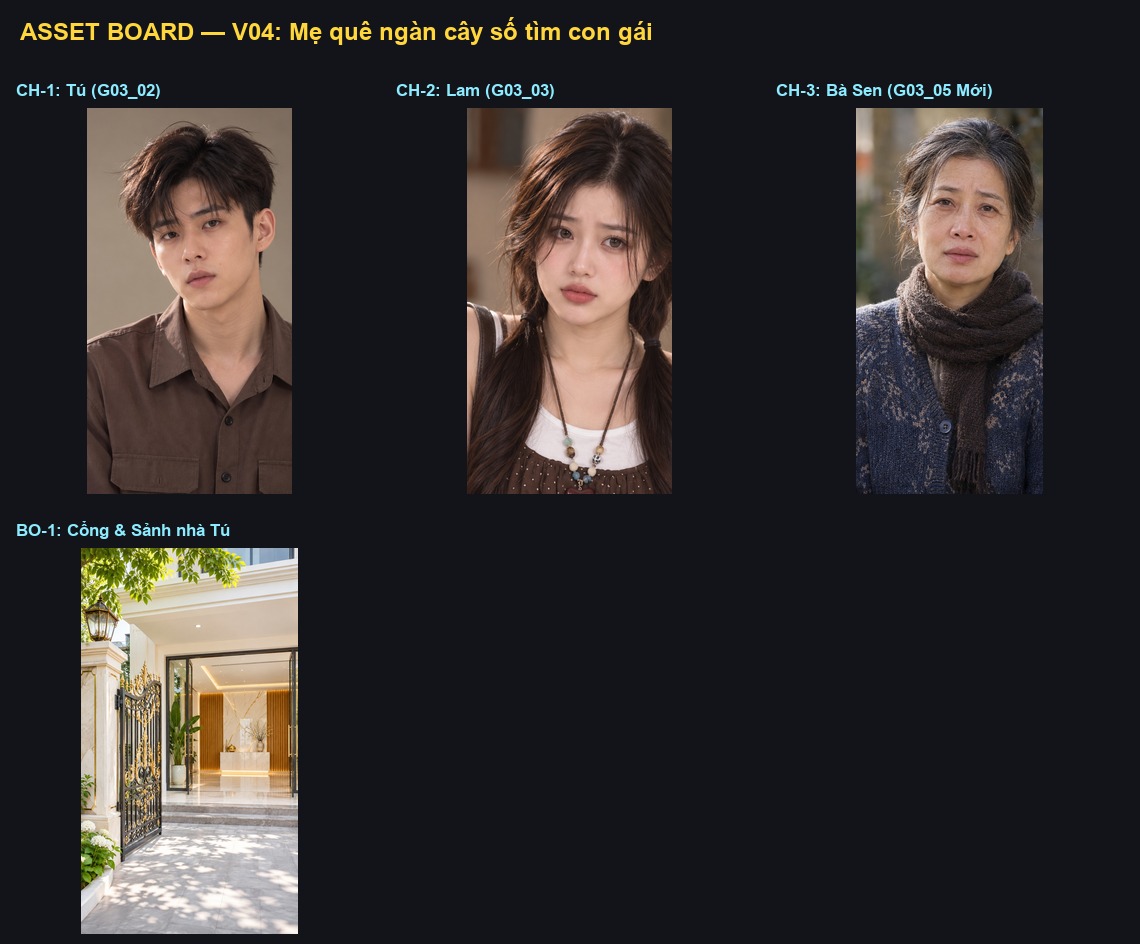 ASSET BOARD — V04: Mẹ quê ngàn cây số tìm con gái
CH-1: Tú (G03_02)
CH-2: Lam (G03_03)
CH-3: Bà Sen (G03_05 Mới)
BO-1: Cổng & Sảnh nhà Tú